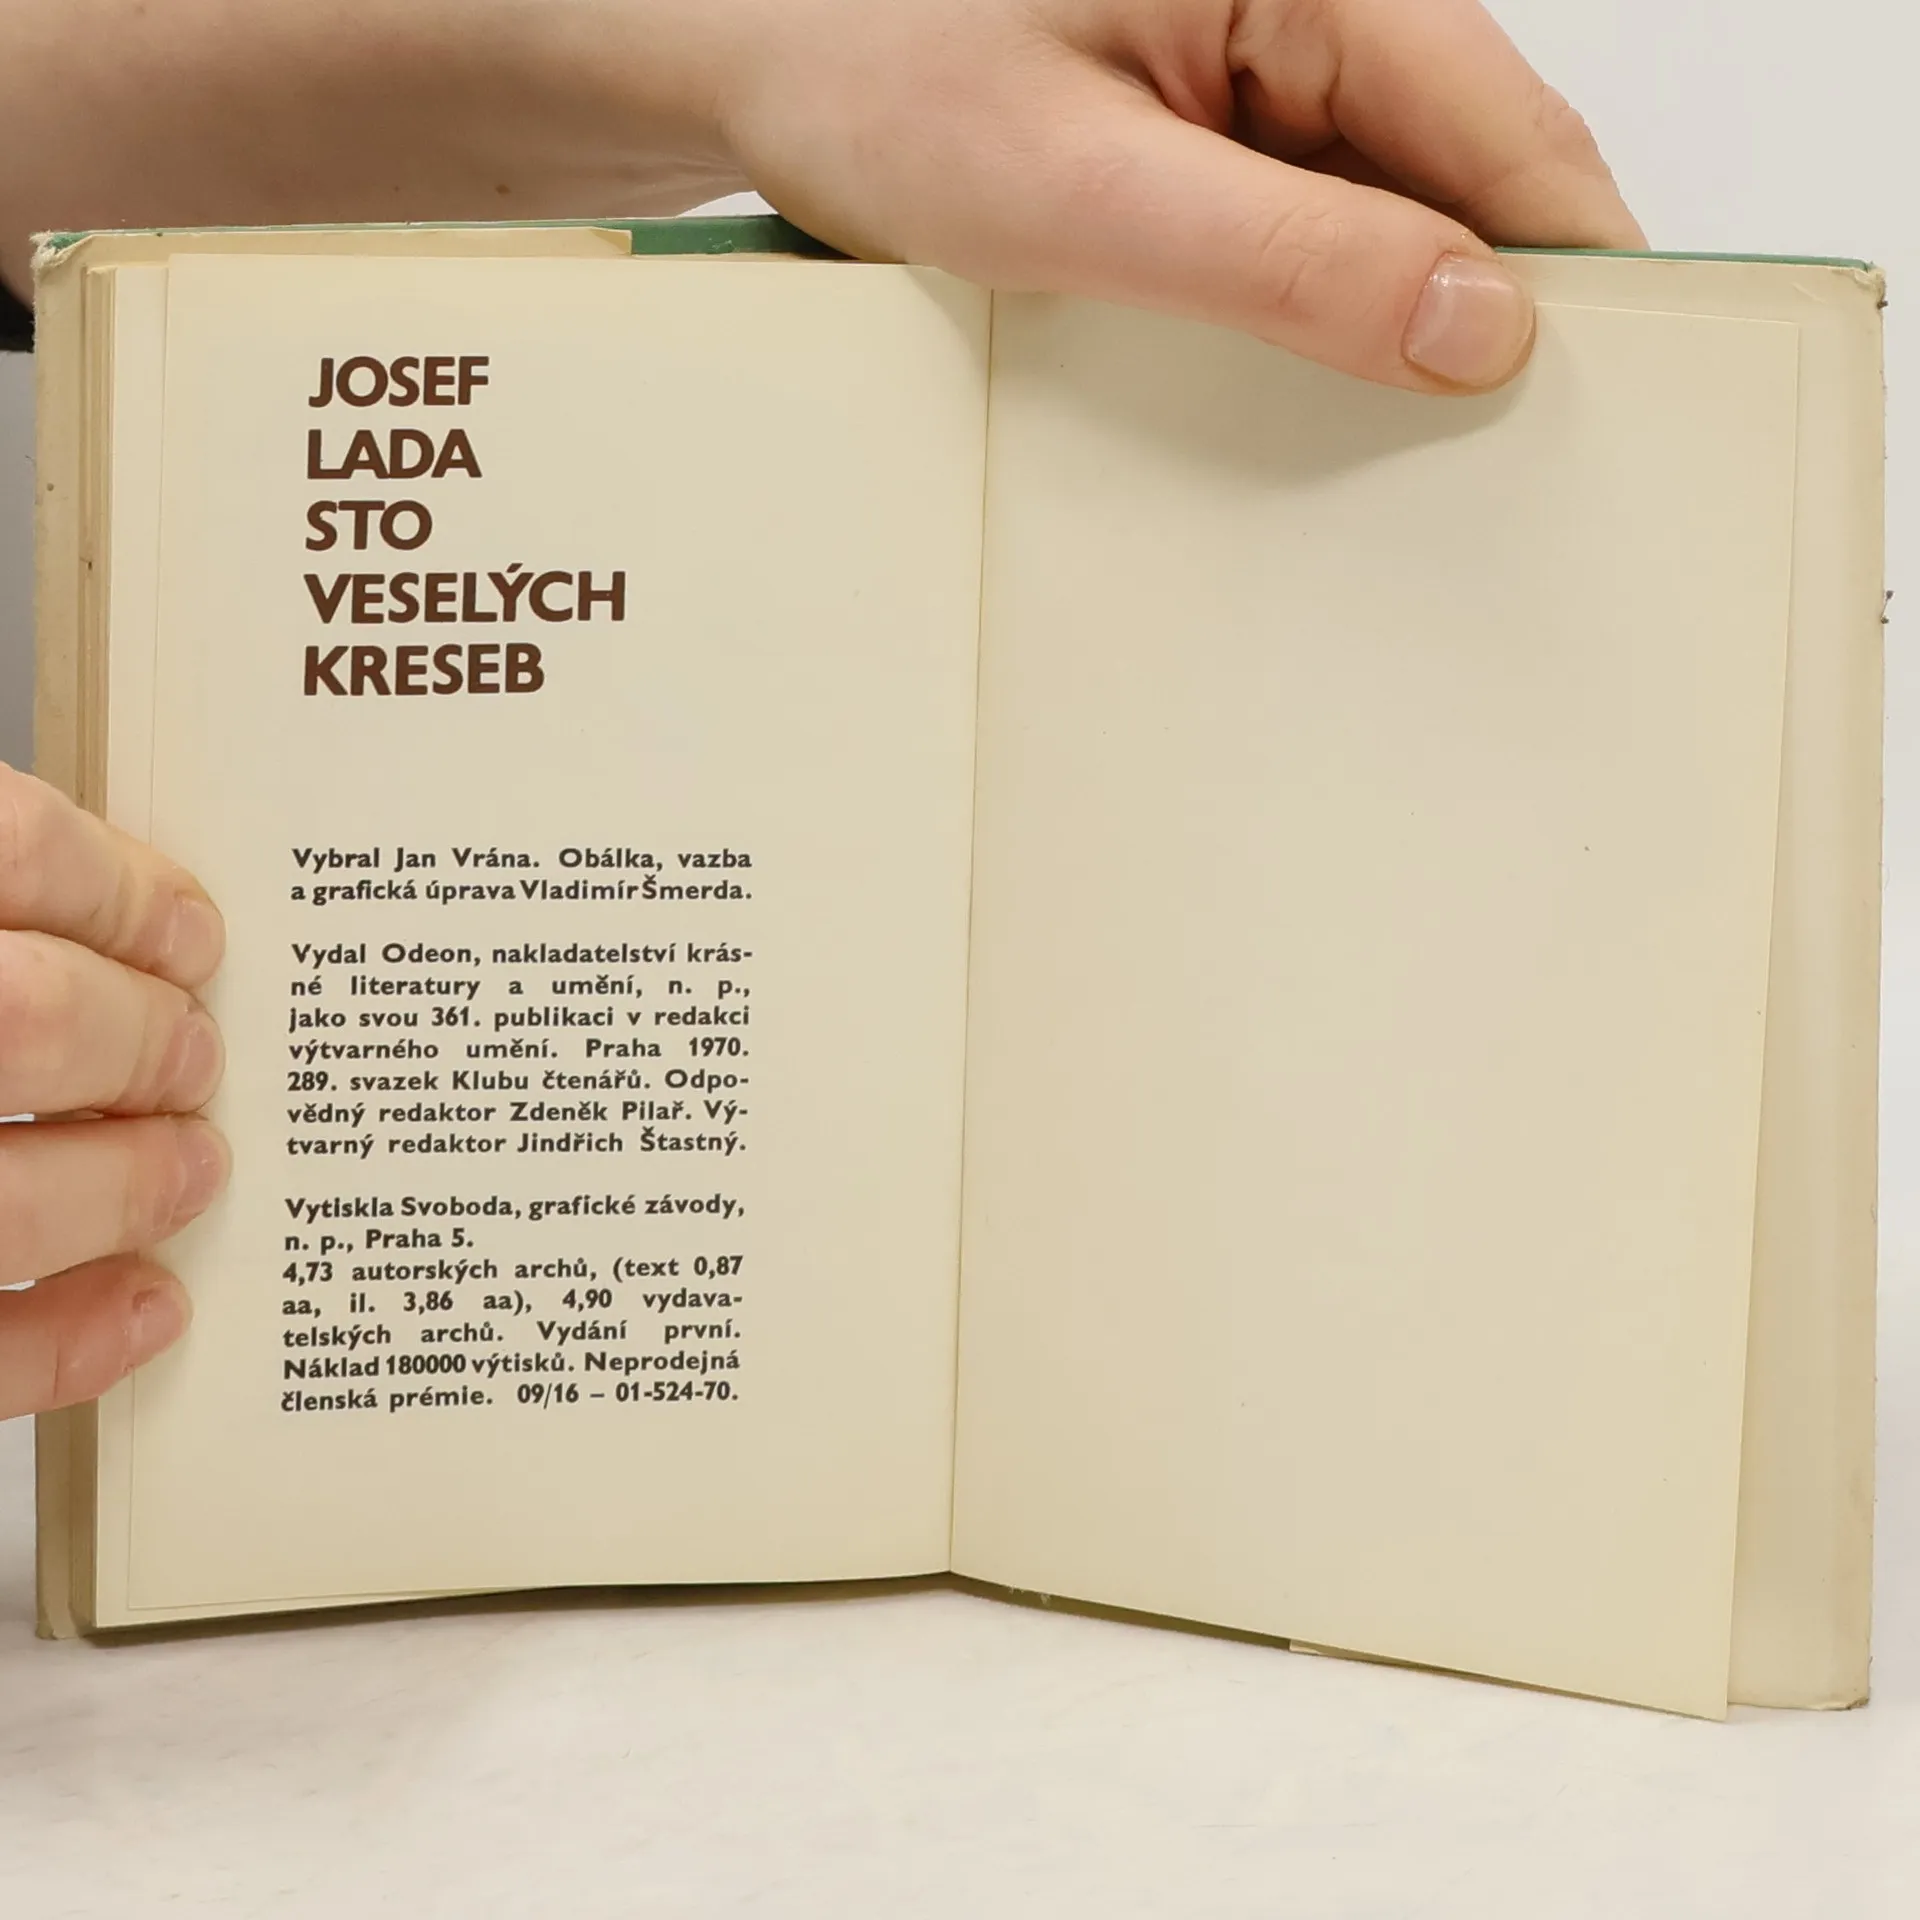 JOSEF
LADA
STO
VESELÝCH
KRESEB
Vybral Jan Vrána. Obálka, vazba
a grafická úprava Vladimír Šmerda.
Vydal Odeon, nakladatelství krás-
né literatury a umění, n. p.,
jako svou 361. publikaci v redakci
výtvarného umění. Praha 1970.
289. svazek Klubu čtenářů. Odpo-
vědný redaktor Zdeněk Pilař. Vý-
tvarný redaktor Jindřich Štastný.
Vytiskla Svoboda, grafické závody,
n. p., Praha 5.
4,73 autorských archů, (text 0,87
aa, il. 3,86 aa), 4,90 vydava-
telských archů. Vydání první.
Náklad 180000 výtisků. Neprodejná
členská prémie. 09/16 – 01-524-70.